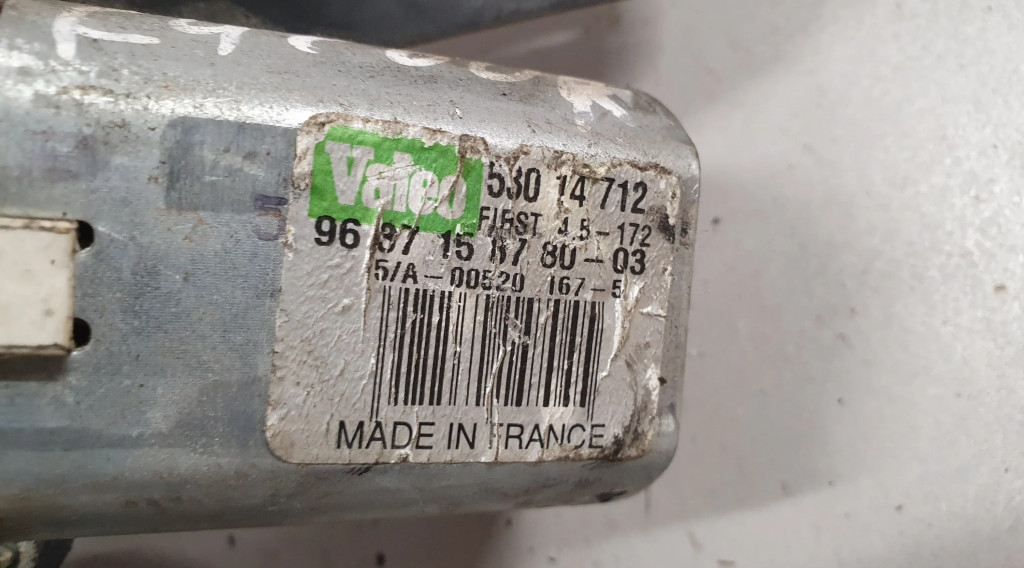 Valeo
530 14 712
FIRST 4.5-172
96 37 15 87 80-03
5/A-00520 167-5
MADE IN FRANCE